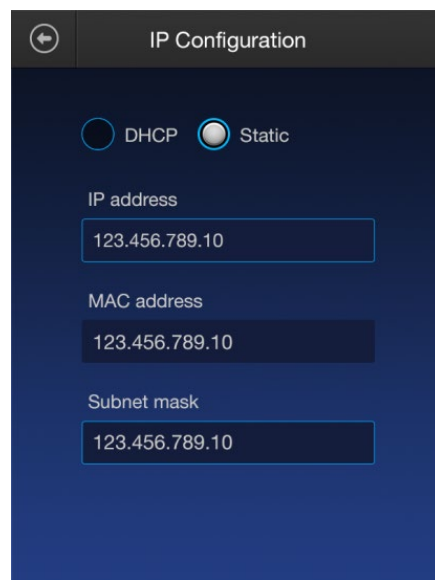 IP Configuration
DHCP Static
IP address
123.456.789.10
MAC address
123.456.789.10
Subnet mask
123.456.789.10